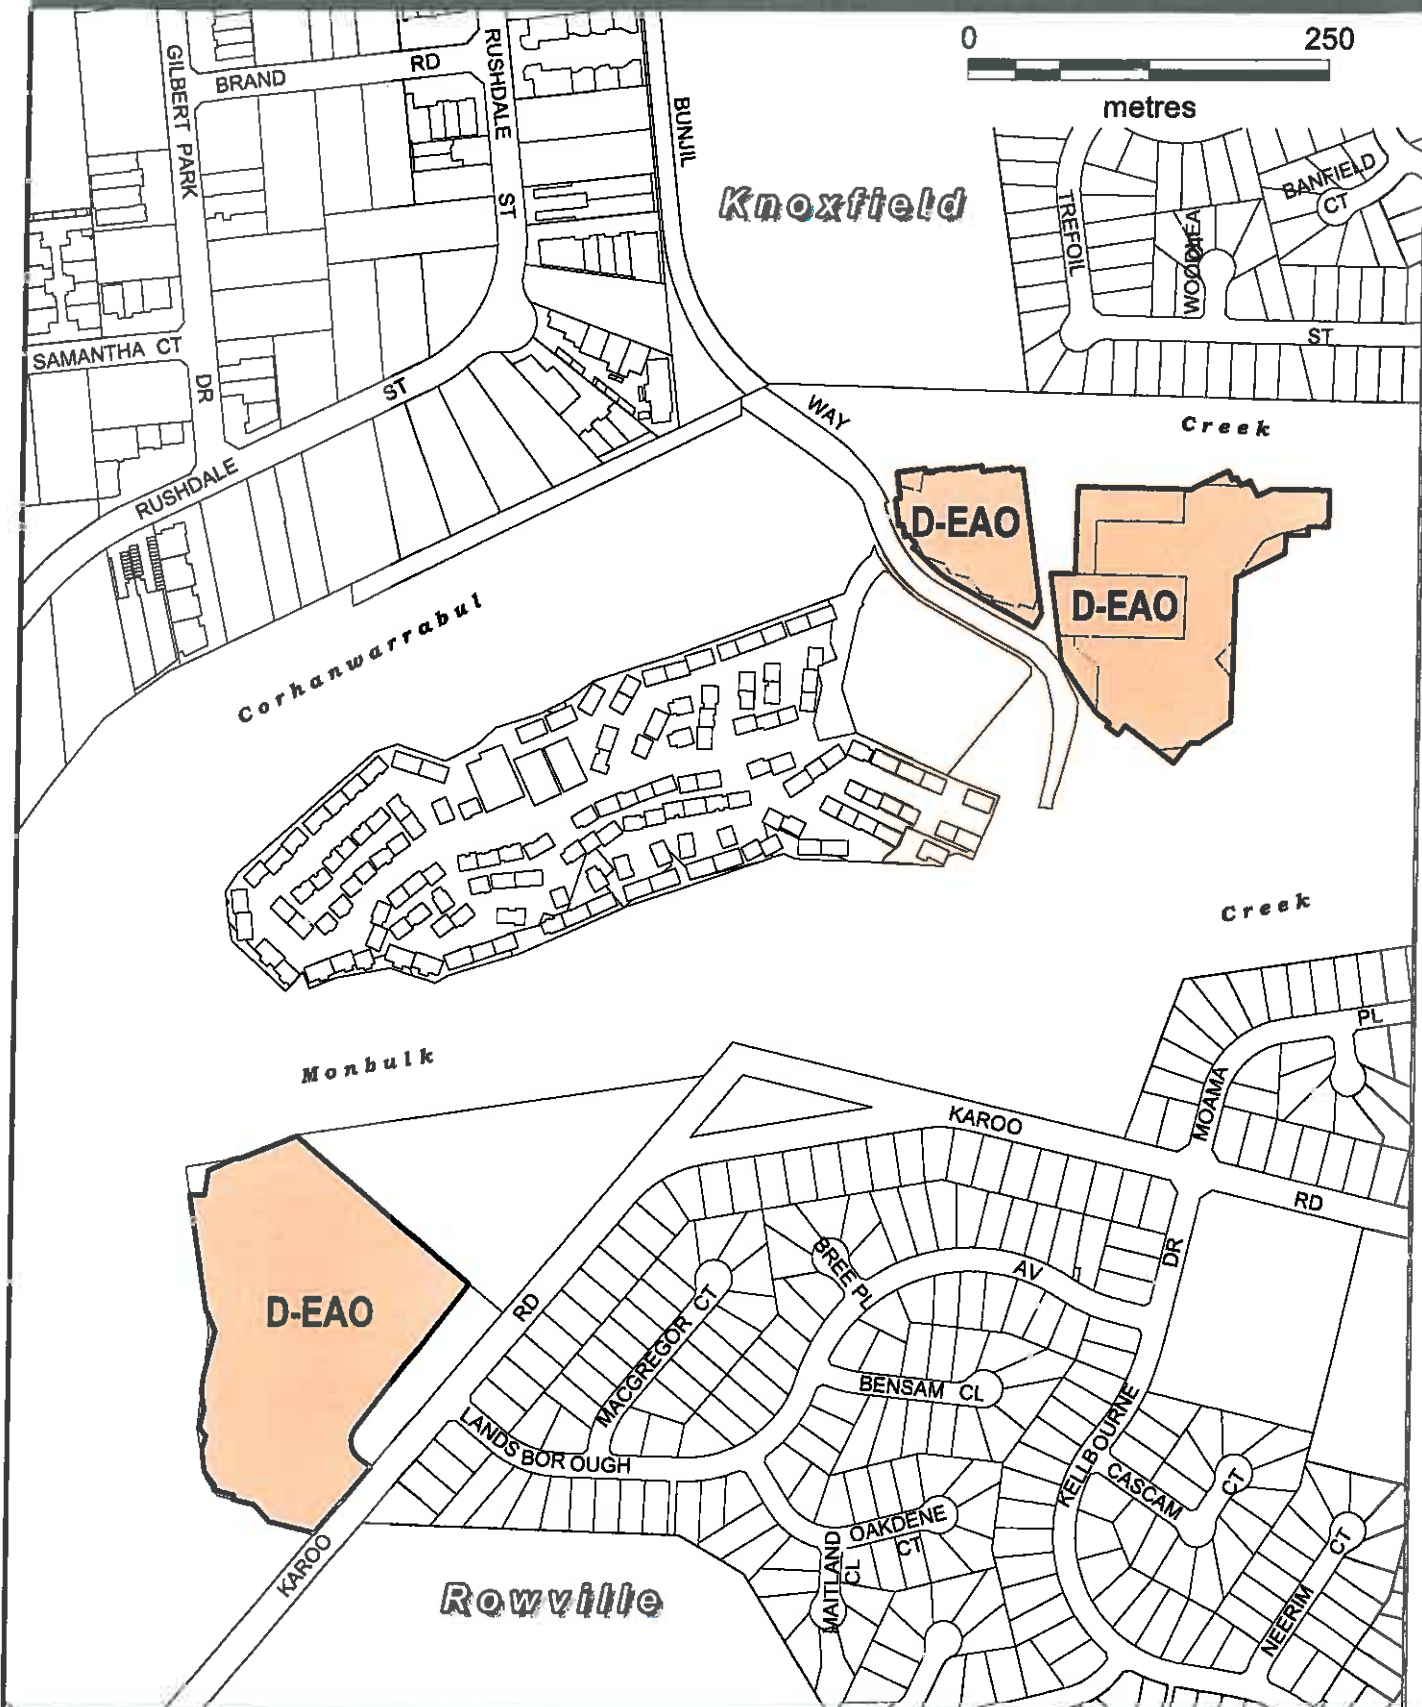 0 250
metres
GILBERT PARK
DR
BRAND
RD
RUSHDALE
ST
BUNJIL
WAY
Knoxfield
TREFOIL
ST
BANFIELD
CT
SAMANTHA CT
RUSHDALE
ST
Creek
D-EAO
D-EAO
Corhanwarrabul
Creek
Monbulk
PL
MOAMA
KAROO
RD
D-EAO
RD
KAROO
MACGREGOR CT
BREE PL
AV
DR
BENSAM CL
LANDSBOROUGH
KELLBOURNE
CASCAM
CT
OAKDENE
CT
MAITLAND
CL
NEERIM
CT
Rowville